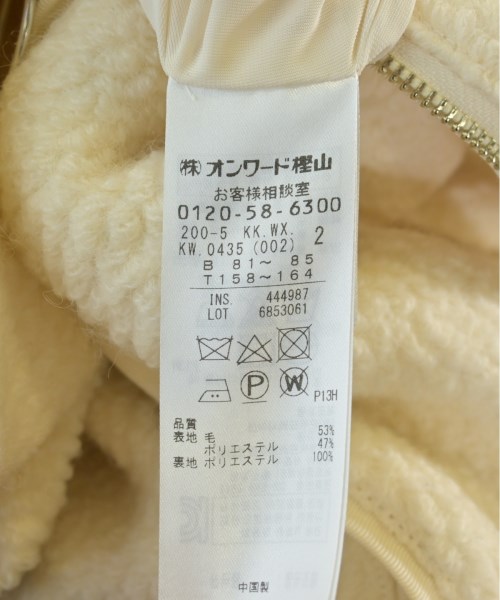 ㈱オンワード樫山
お客様相談室
0120-58-6300
200-5 KK.WX.
KW.0435 (002) 2
B 81～ 85
T158～164
INS. 444987
LOT 6853061
P W P13H
品質
表地 毛 53%
ポリエステル 47%
裏地 ポリエステル 100%
中国製